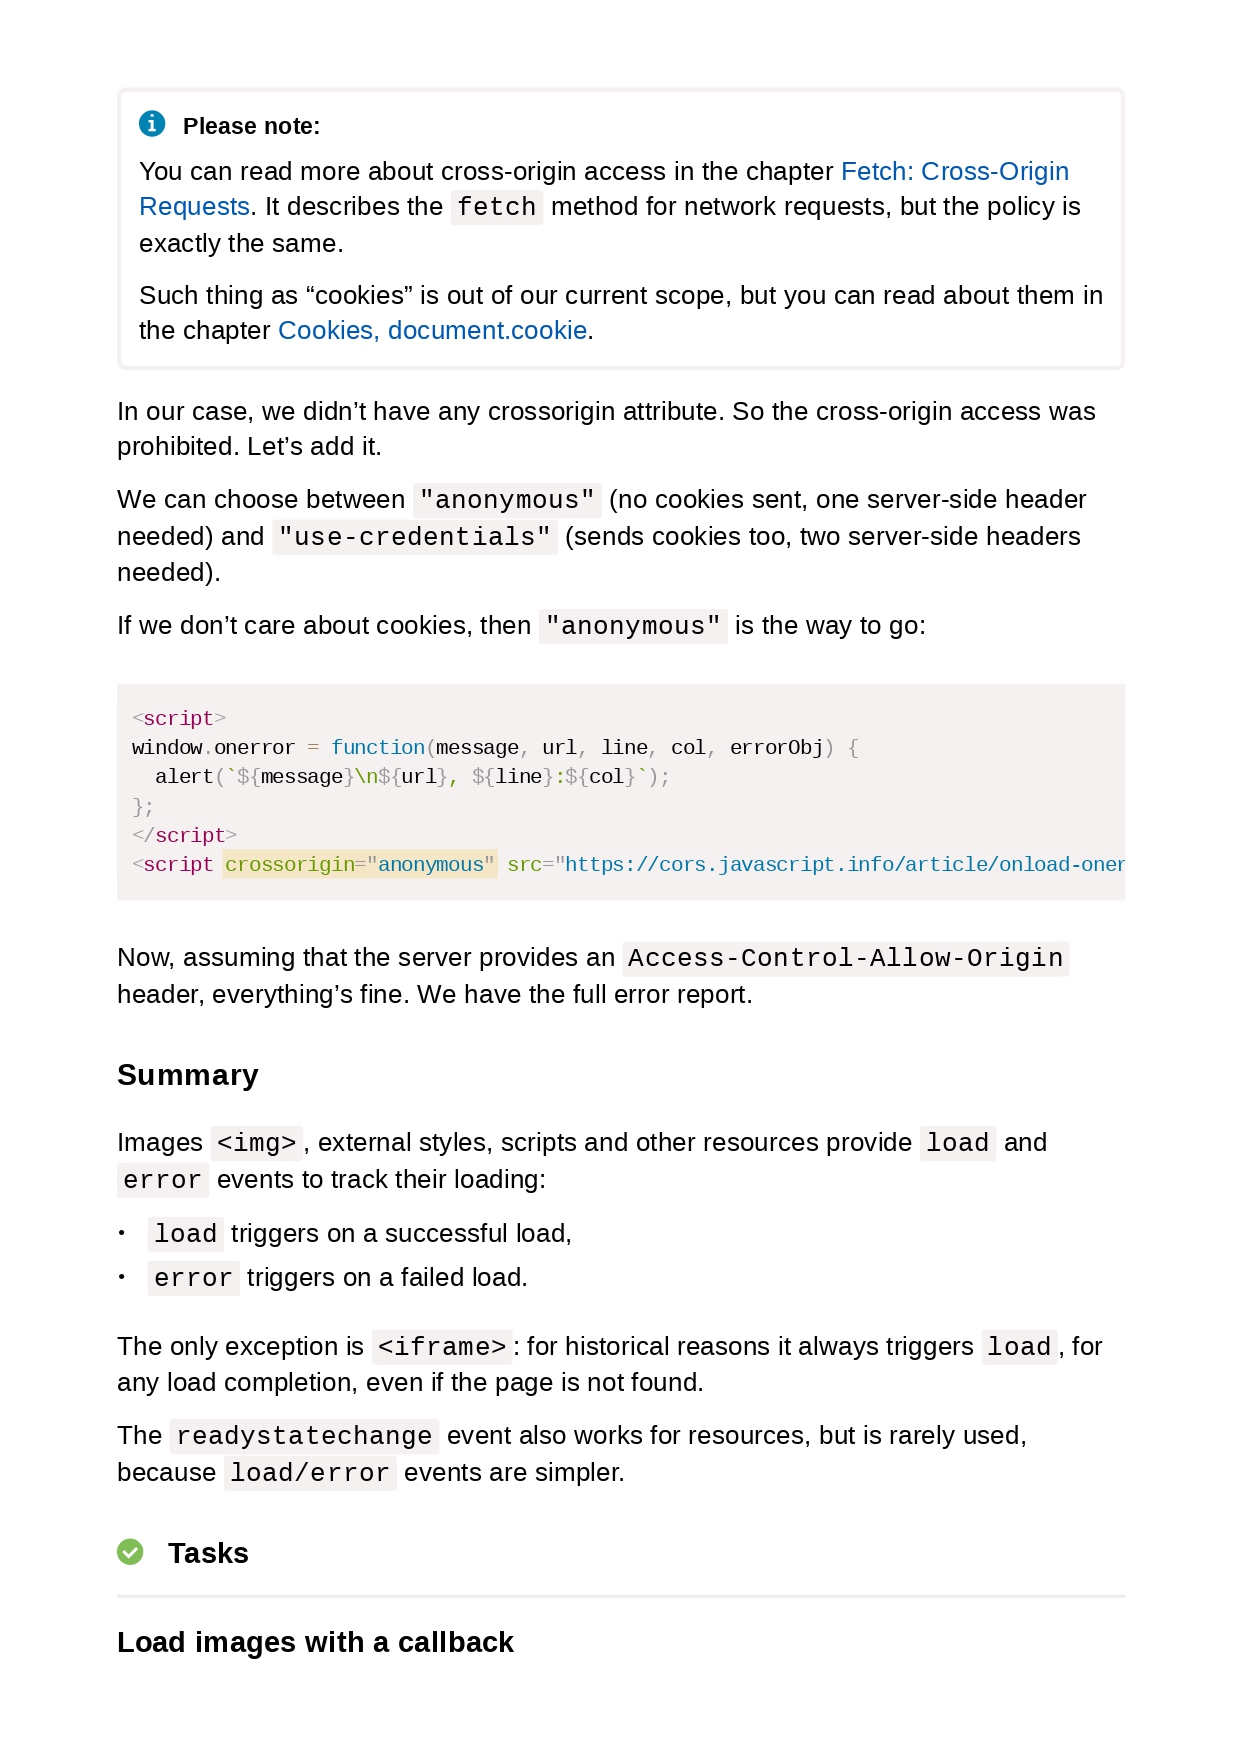 Please note:
You can read more about cross-origin access in the chapter Fetch: Cross-Origin
Requests. It describes the fetch method for network requests, but the policy is
exactly the same.
Such thing as “cookies” is out of our current scope, but you can read about them in
the chapter Cookies, document.cookie.
In our case, we didn’t have any crossorigin attribute. So the cross-origin access was
prohibited. Let’s add it.
We can choose between "anonymous" (no cookies sent, one server-side header
needed) and "use-credentials" (sends cookies too, two server-side headers
needed).
If we don’t care about cookies, then "anonymous" is the way to go:
<script>
window.onerror = function(message, url, line, col, errorObj) {
  alert(`${message}\n${url}, ${line}:${col}`);
};
</script>
<script crossorigin="anonymous" src="https://cors.javascript.info/article/onload-oner
Now, assuming that the server provides an Access-Control-Allow-Origin
header, everything’s fine. We have the full error report.
Summary
Images <img>, external styles, scripts and other resources provide load and
error events to track their loading:
• load triggers on a successful load,
• error triggers on a failed load.
The only exception is <iframe>: for historical reasons it always triggers load, for
any load completion, even if the page is not found.
The readystatechange event also works for resources, but is rarely used,
because load/error events are simpler.
Tasks
Load images with a callback